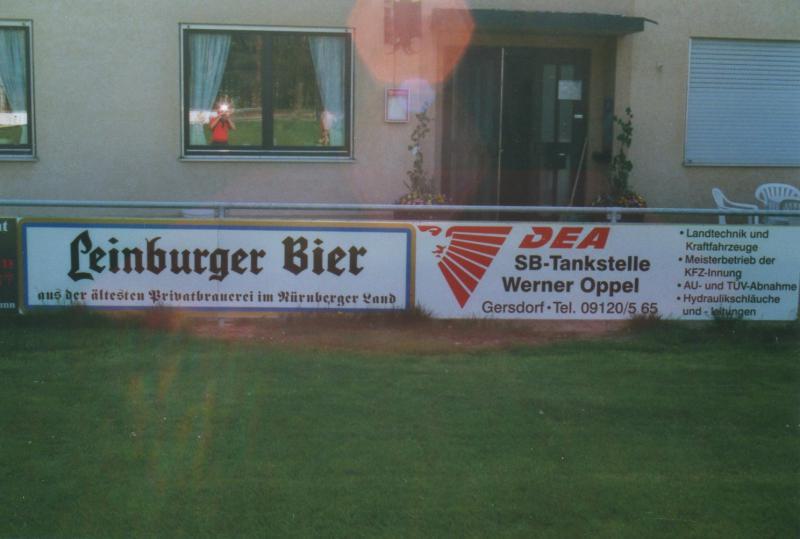 Leinburger Bier
aus der ältesten Privatbrauerei im Nürnberger Land
DEA
SB-Tankstelle
Werner Oppel
Gersdorf • Tel. 09120/5 65
• Landtechnik und
Kraftfahrzeuge
• Meisterbetrieb der
KFZ-Innung
• AU- und TÜV-Abnahme
• Hydraulikschläuche
und - leitungen